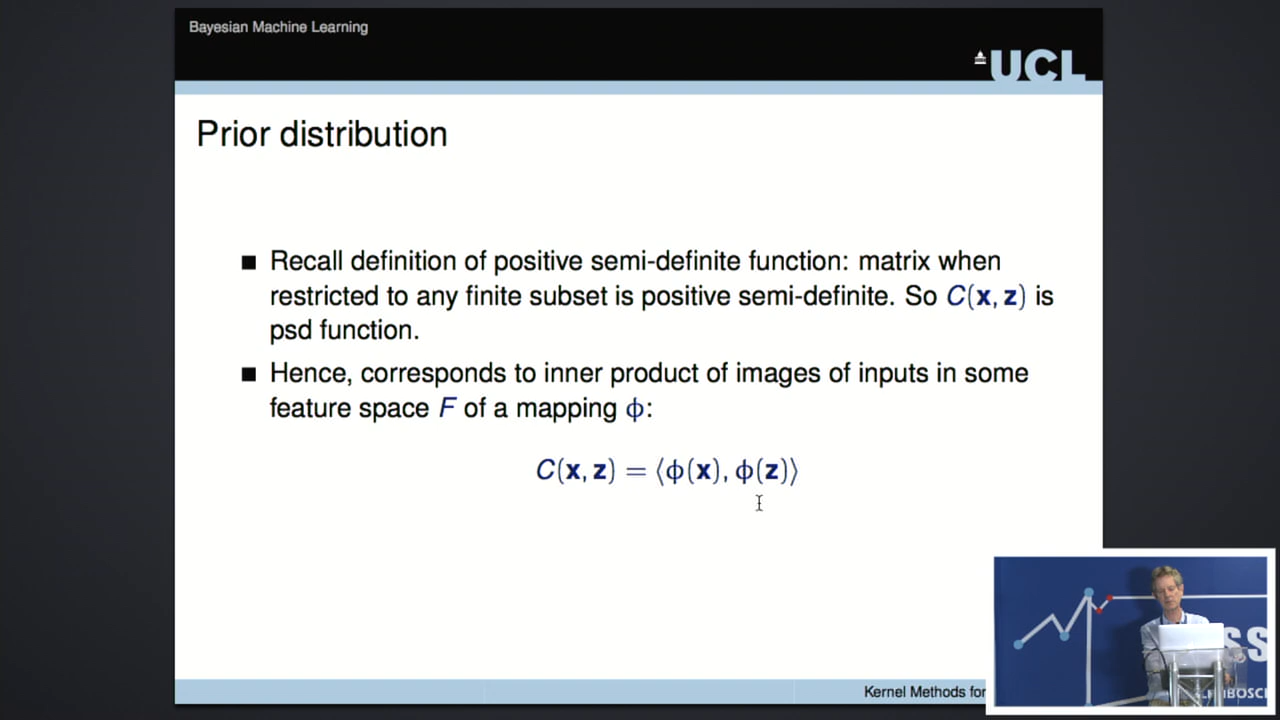 Bayesian Machine Learning
UCL
Prior distribution
■ Recall definition of positive semi-definite function: matrix when
restricted to any finite subset is positive semi-definite. So C(x, z) is
psd function.
■ Hence, corresponds to inner product of images of inputs in some
feature space F of a mapping ϕ:
C(x, z) = ⟨ϕ(x), ϕ(z)⟩
Kernel Methods for